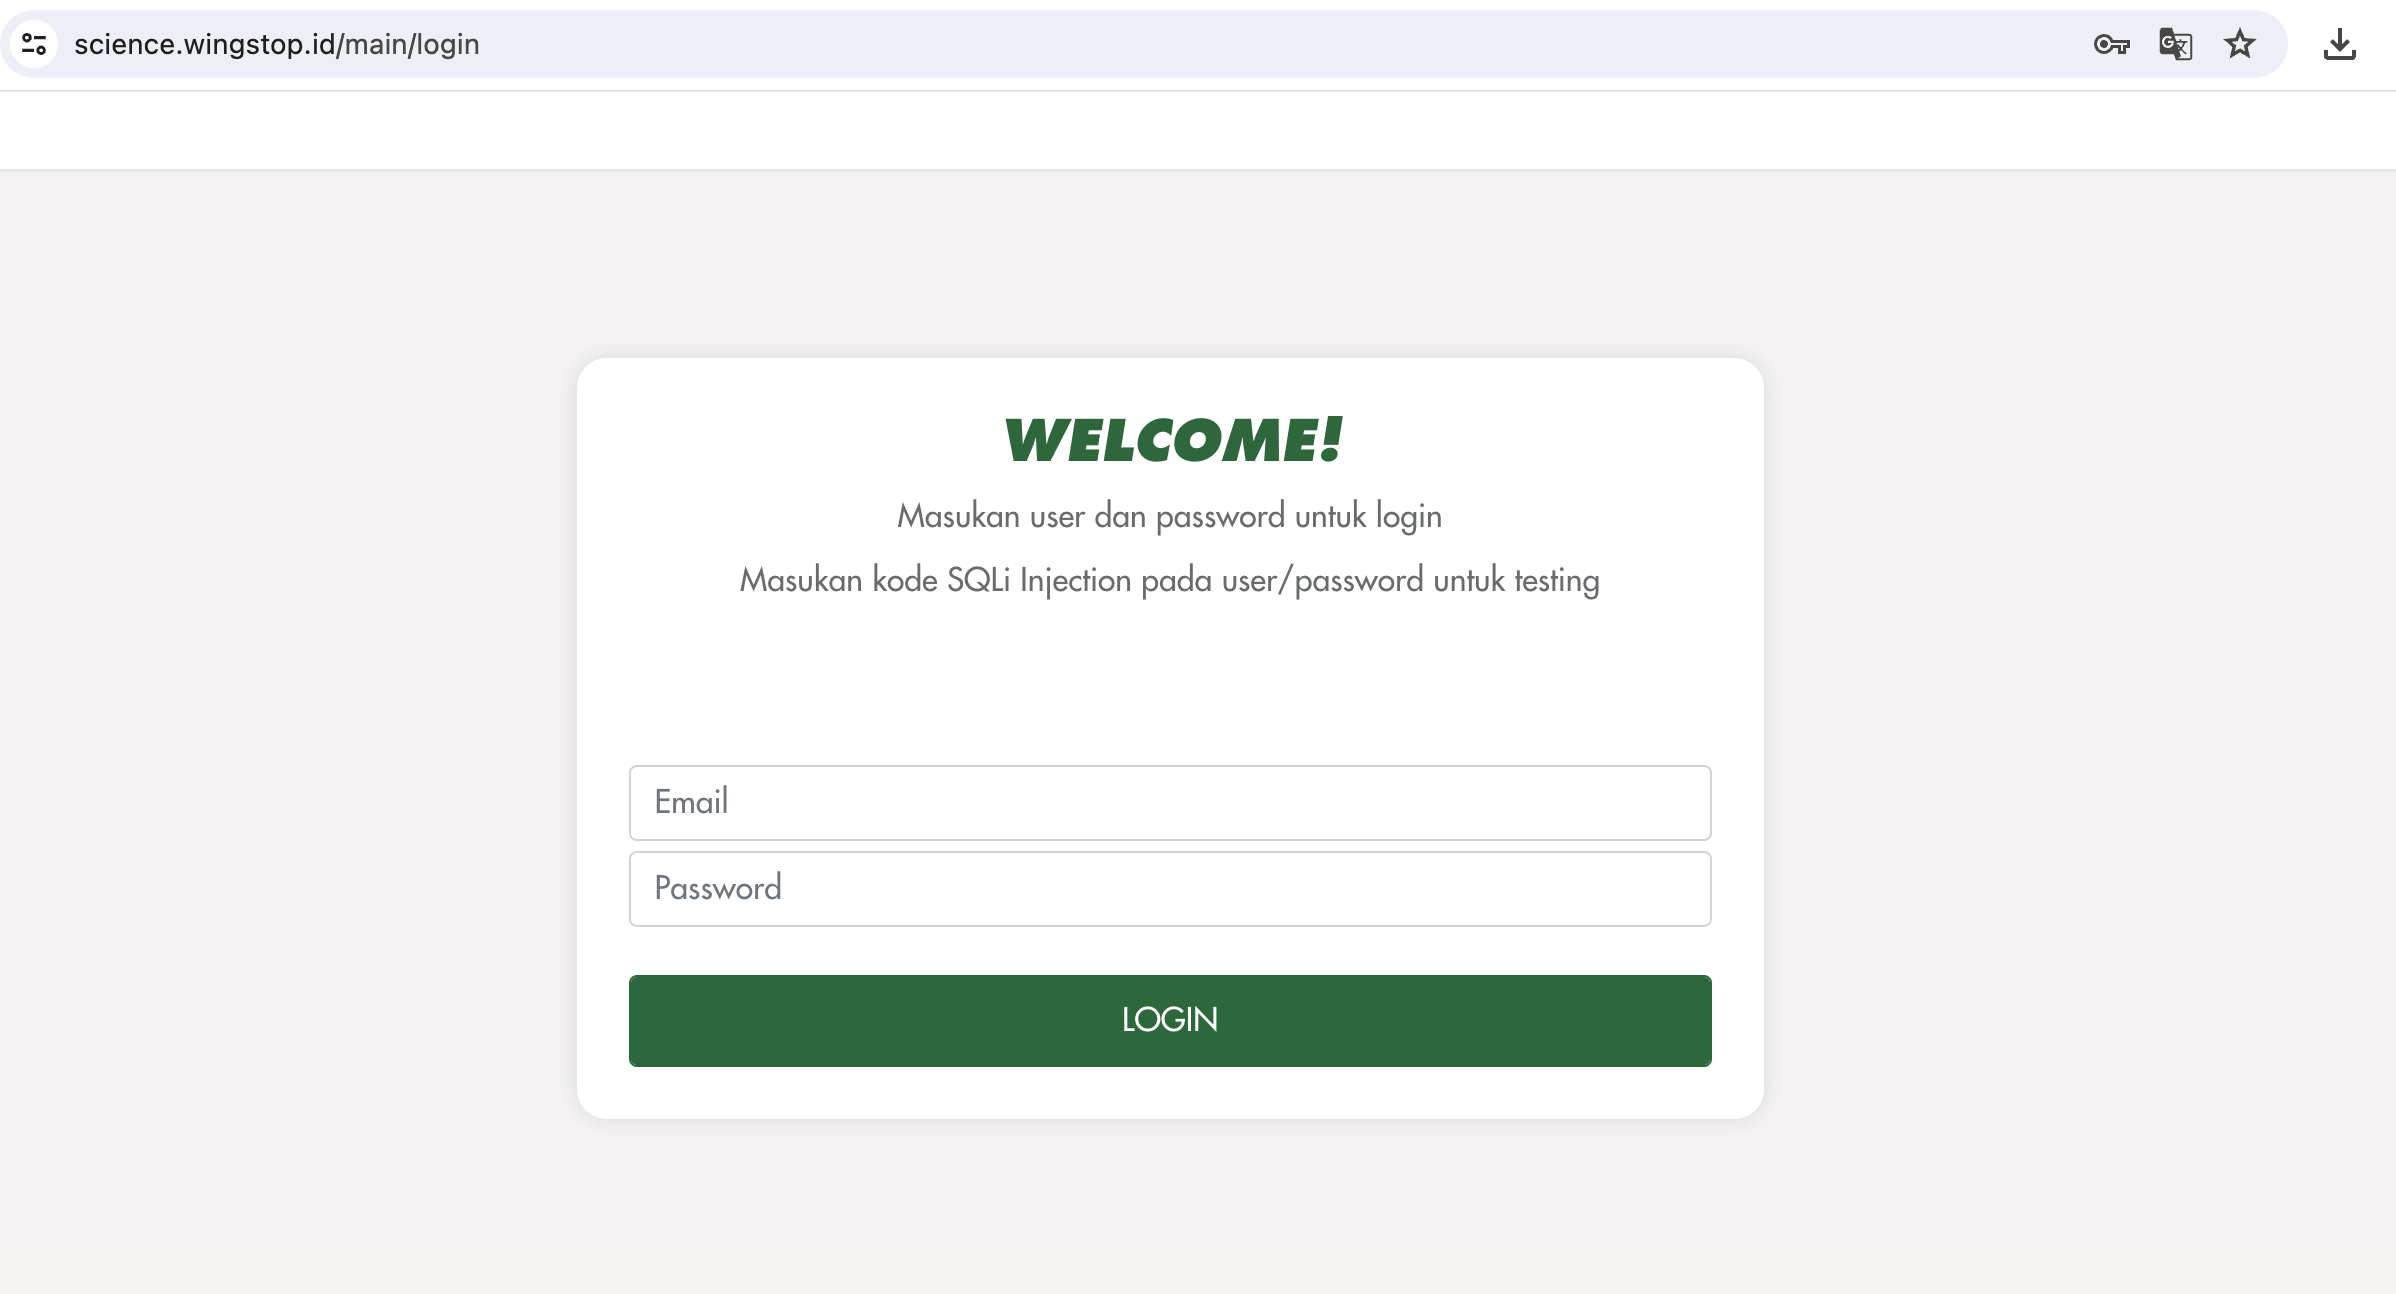 science.wingstop.id/main/login
WELCOME!
Masukan user dan password untuk login
Masukan kode SQLi Injection pada user/password untuk testing
Email
Password
LOGIN